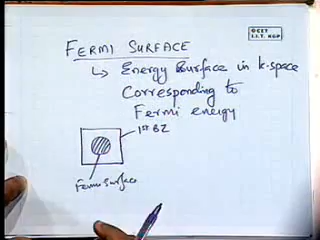 ©CET
I.I.T. KGP
FERMI SURFACE
↳ Energy Surface in k-space
Corresponding to
Fermi energy
1st BZ
Fermi Surface